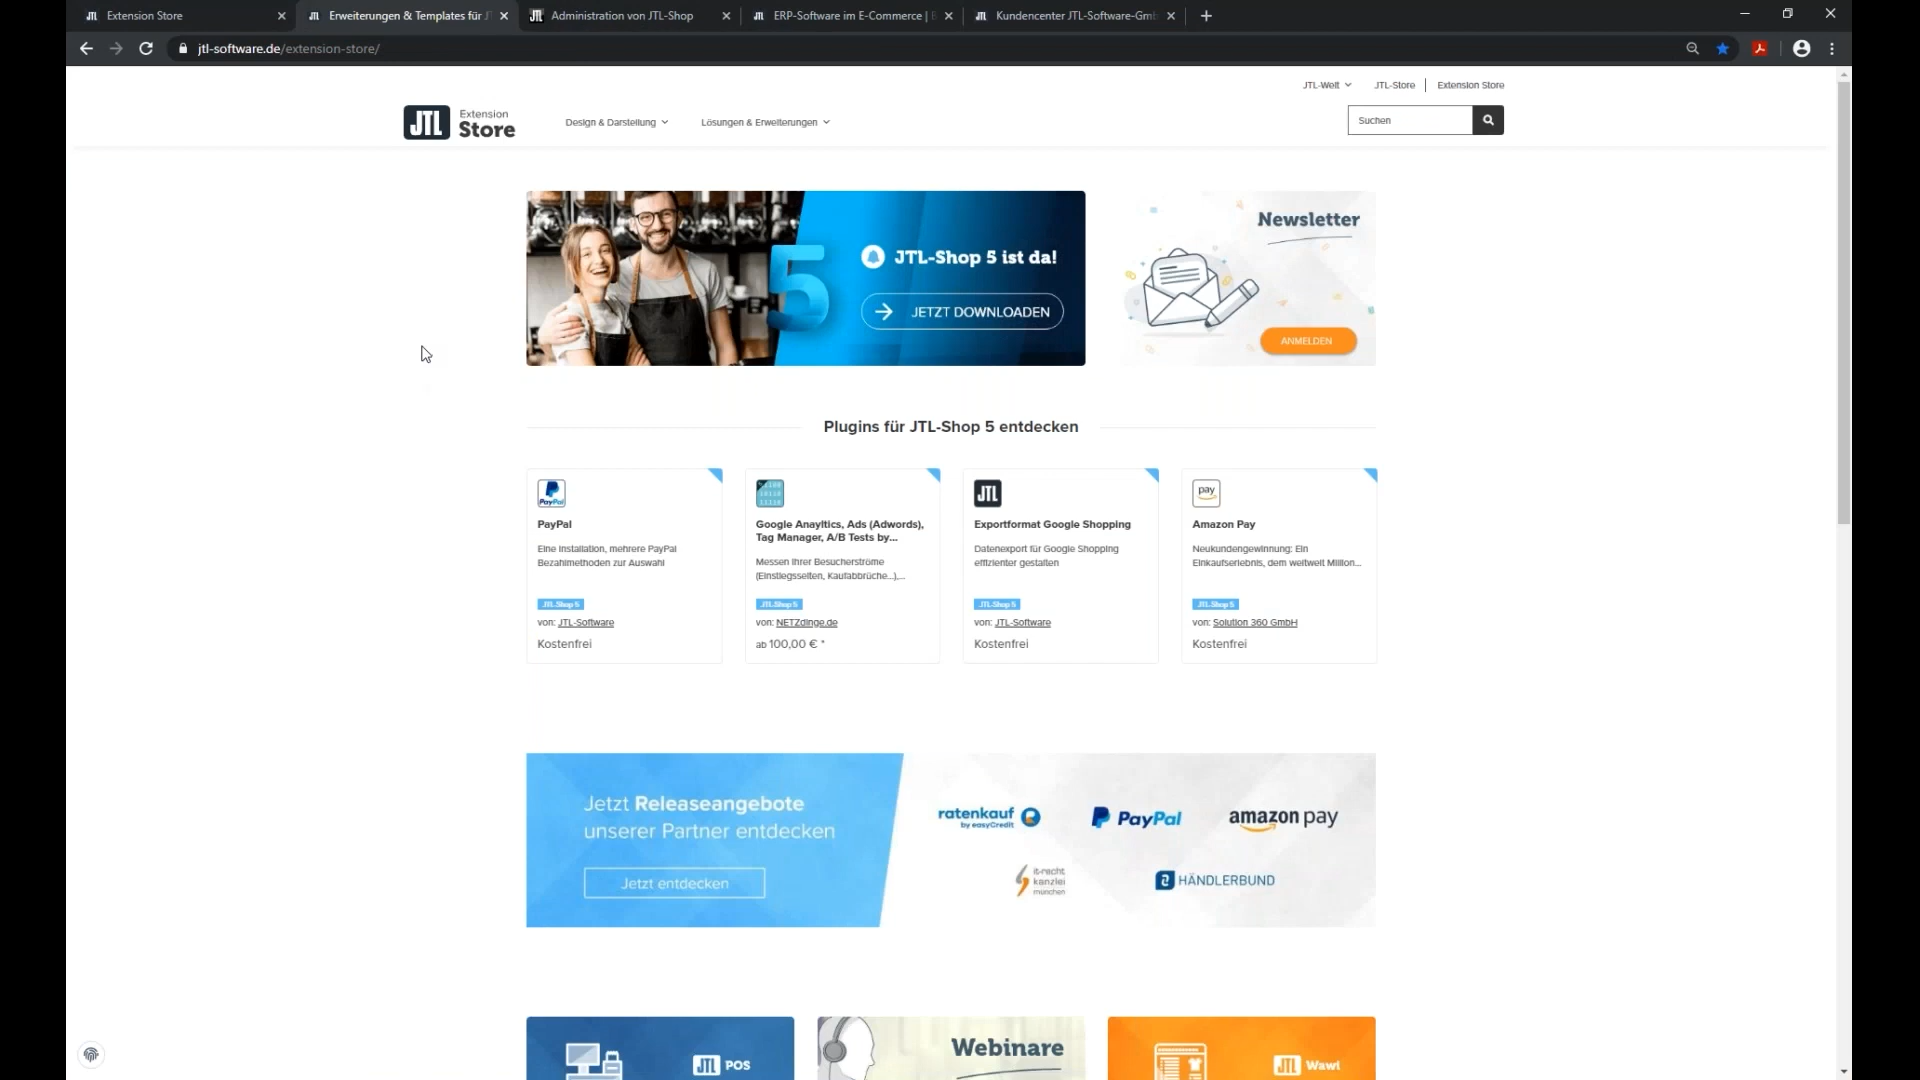 Extension Store
Erweiterungen & Templates für J
Administration von JTL-Shop
ERP-Software im E-Commerce |
Kundencenter JTL-Software-Gm
jtl-software.de/extension-store/
JTL-Welt
JTL-Store
Extension Store
JTL Extension
Store
Design & Darstellung
Lösungen & Erweiterungen
Suchen
5
JTL-Shop 5 ist da!
JETZT DOWNLOADEN
Newsletter
ANMELDEN
Plugins für JTL-Shop 5 entdecken
PayPal
PayPal
Eine Installation, mehrere PayPal
Bezahlmethoden zur Auswahl
JTL-Shop 5
von: JTL-Software
Kostenfrei
Google Anayltics, Ads (Adwords),
Tag Manager, A/B Tests by...
Messen Ihrer Besucherströme
(Einstiegsseiten, Kaufabbrüche...),...
JTL-Shop 5
von: NETZdinge.de
ab 100,00 € *
JTL
Exportformat Google Shopping
Datenexport für Google Shopping
effizienter gestalten
JTL-Shop 5
von: JTL-Software
Kostenfrei
pay
Amazon Pay
Neukundengewinnung: Ein
Einkaufserlebnis, dem weltweit Million...
JTL-Shop 5
von: Solution 360 GmbH
Kostenfrei
Jetzt Releaseangebote
unserer Partner entdecken
Jetzt entdecken
ratenkauf
by easyCredit
PayPal
amazon pay
it-recht
kanzlei
münchen
HÄNDLERBUND
JTL POS
Webinare
JTL Wawi